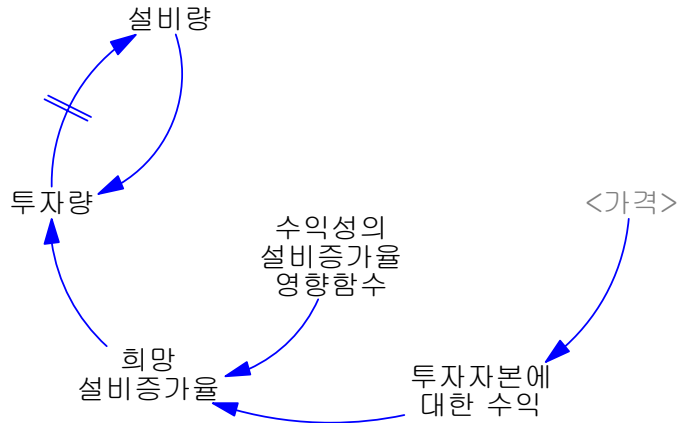 설비량
투자량
<가격>
수익성의
설비증가율
영향함수
희망
설비증가율
투자자본에
대한 수익